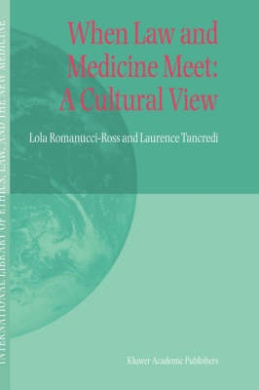 When Law and
Medicine Meet:
A Cultural View
Lola Romanucci-Ross and Laurence Tancredi
Kluwer Academic Publishers
INTERNATIONAL LIBRARY OF ETHICS, LAW, AND THE NEW MEDICINE